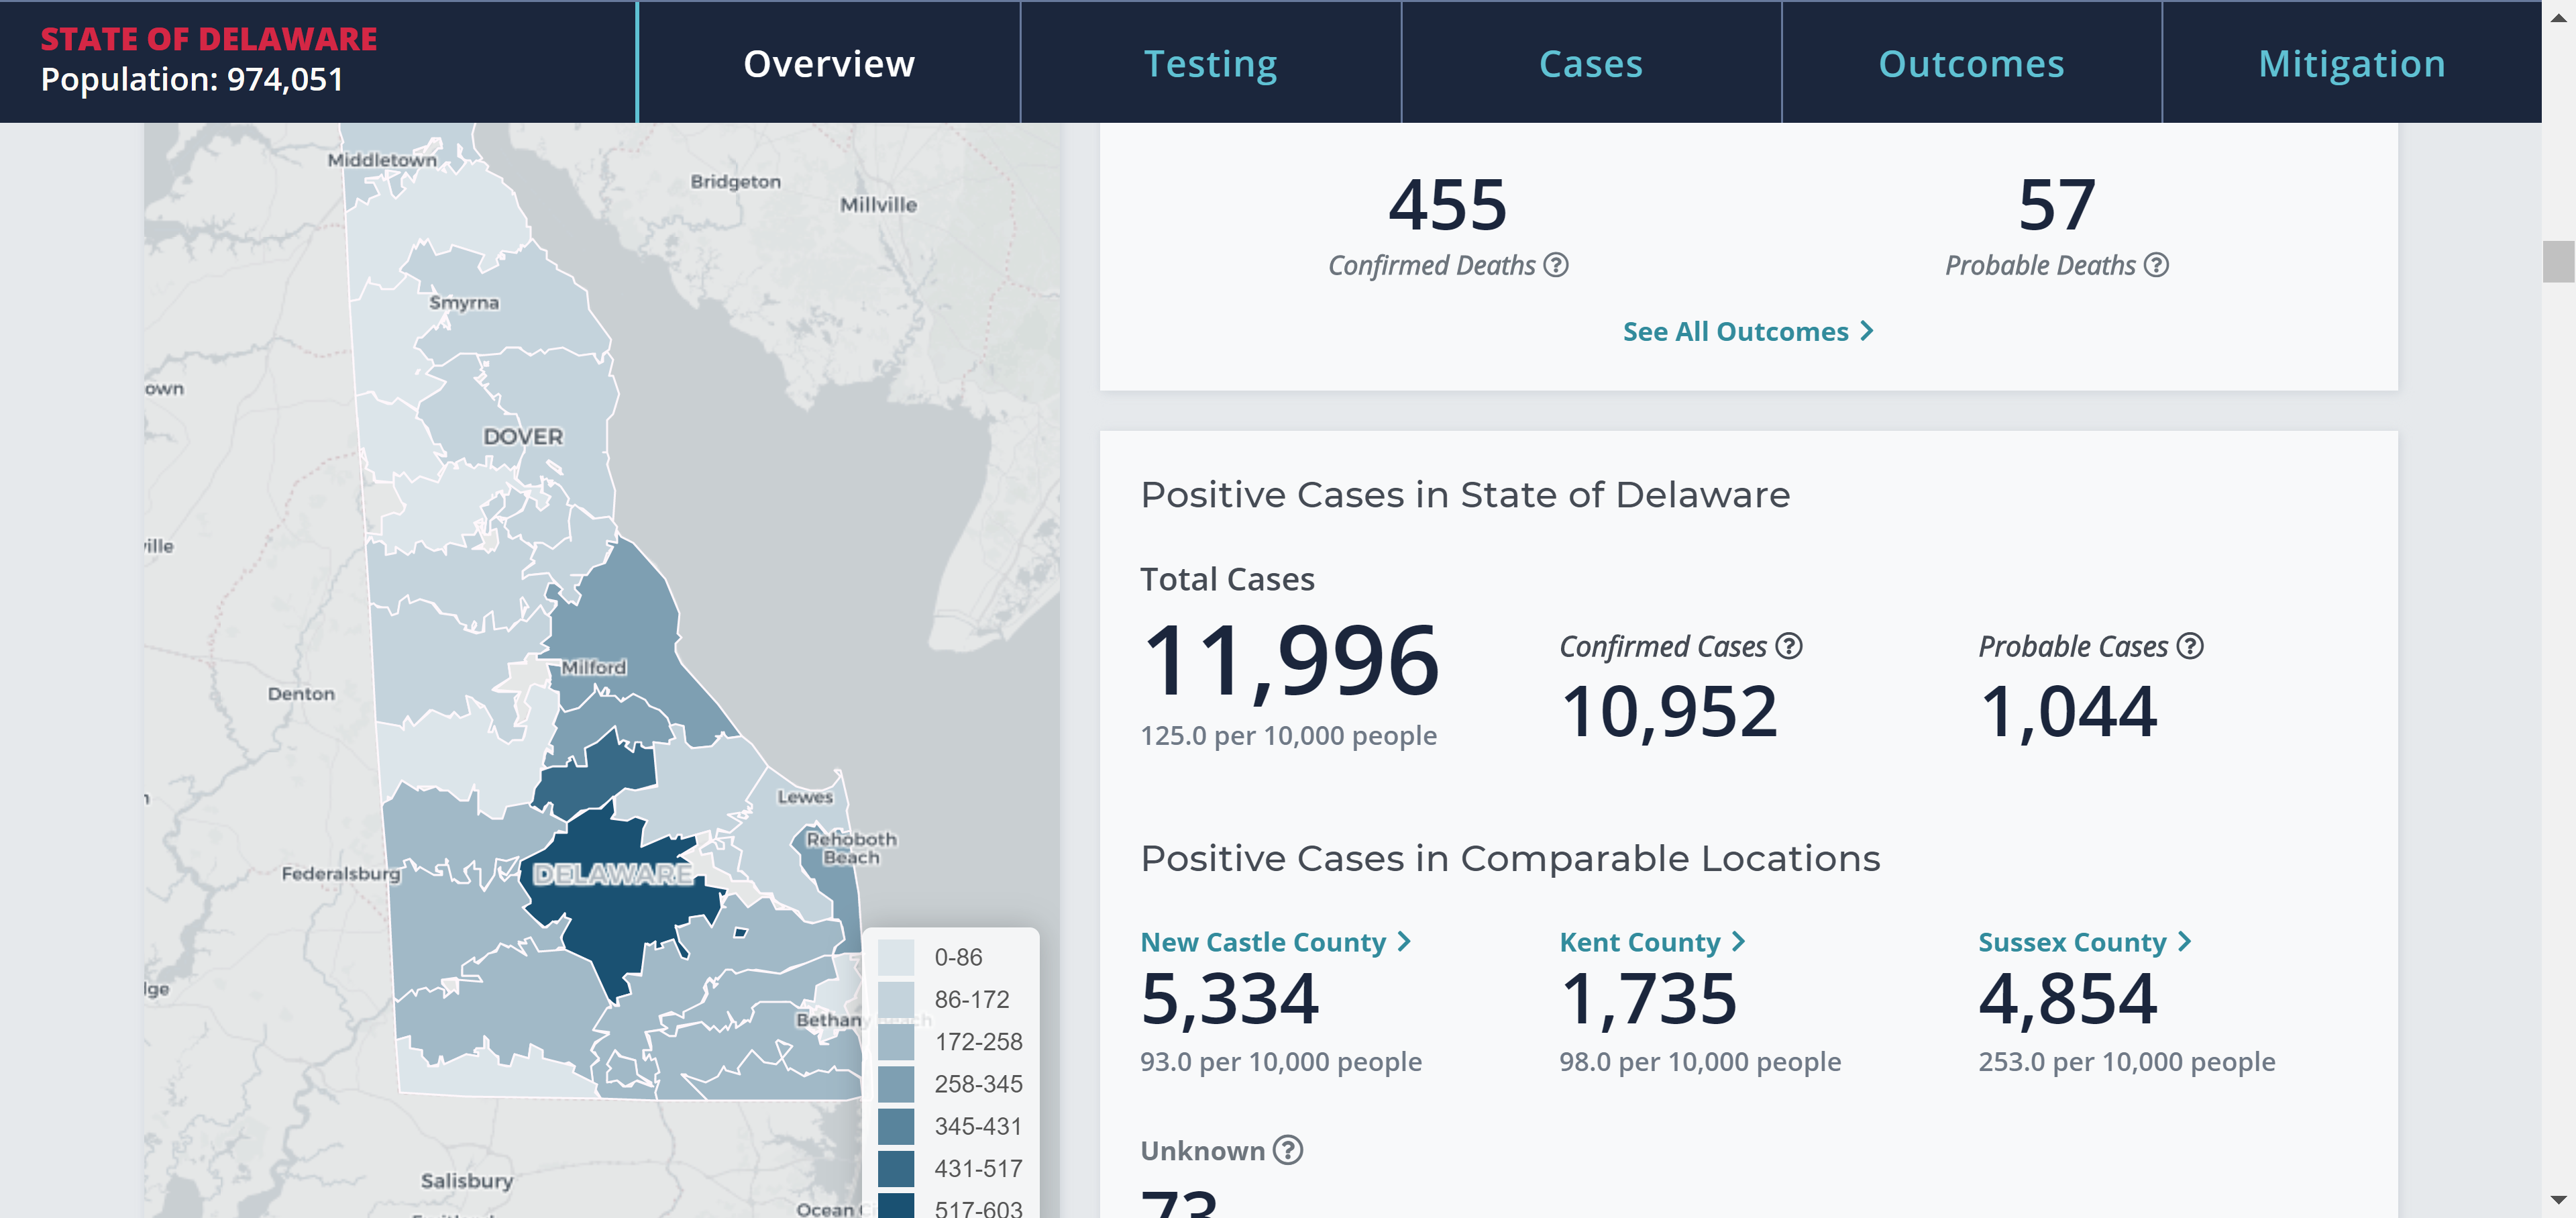 STATE OF DELAWARE
Population: 974,051
Overview
Testing
Cases
Outcomes
Mitigation
Middletown
Bridgeton
Millville
Smyrna
own
DOVER
ville
Milford
Denton
Lewes
Rehoboth
Beach
Federalsburg
DELAWARE
Bethany Beach
Salisbury
Ocean
0-86
86-172
172-258
258-345
345-431
431-517
517-603
455
Confirmed Deaths
57
Probable Deaths
See All Outcomes
Positive Cases in State of Delaware
Total Cases
11,996
125.0 per 10,000 people
Confirmed Cases
10,952
Probable Cases
1,044
Positive Cases in Comparable Locations
New Castle County
5,334
93.0 per 10,000 people
Kent County
1,735
98.0 per 10,000 people
Sussex County
4,854
253.0 per 10,000 people
Unknown
73